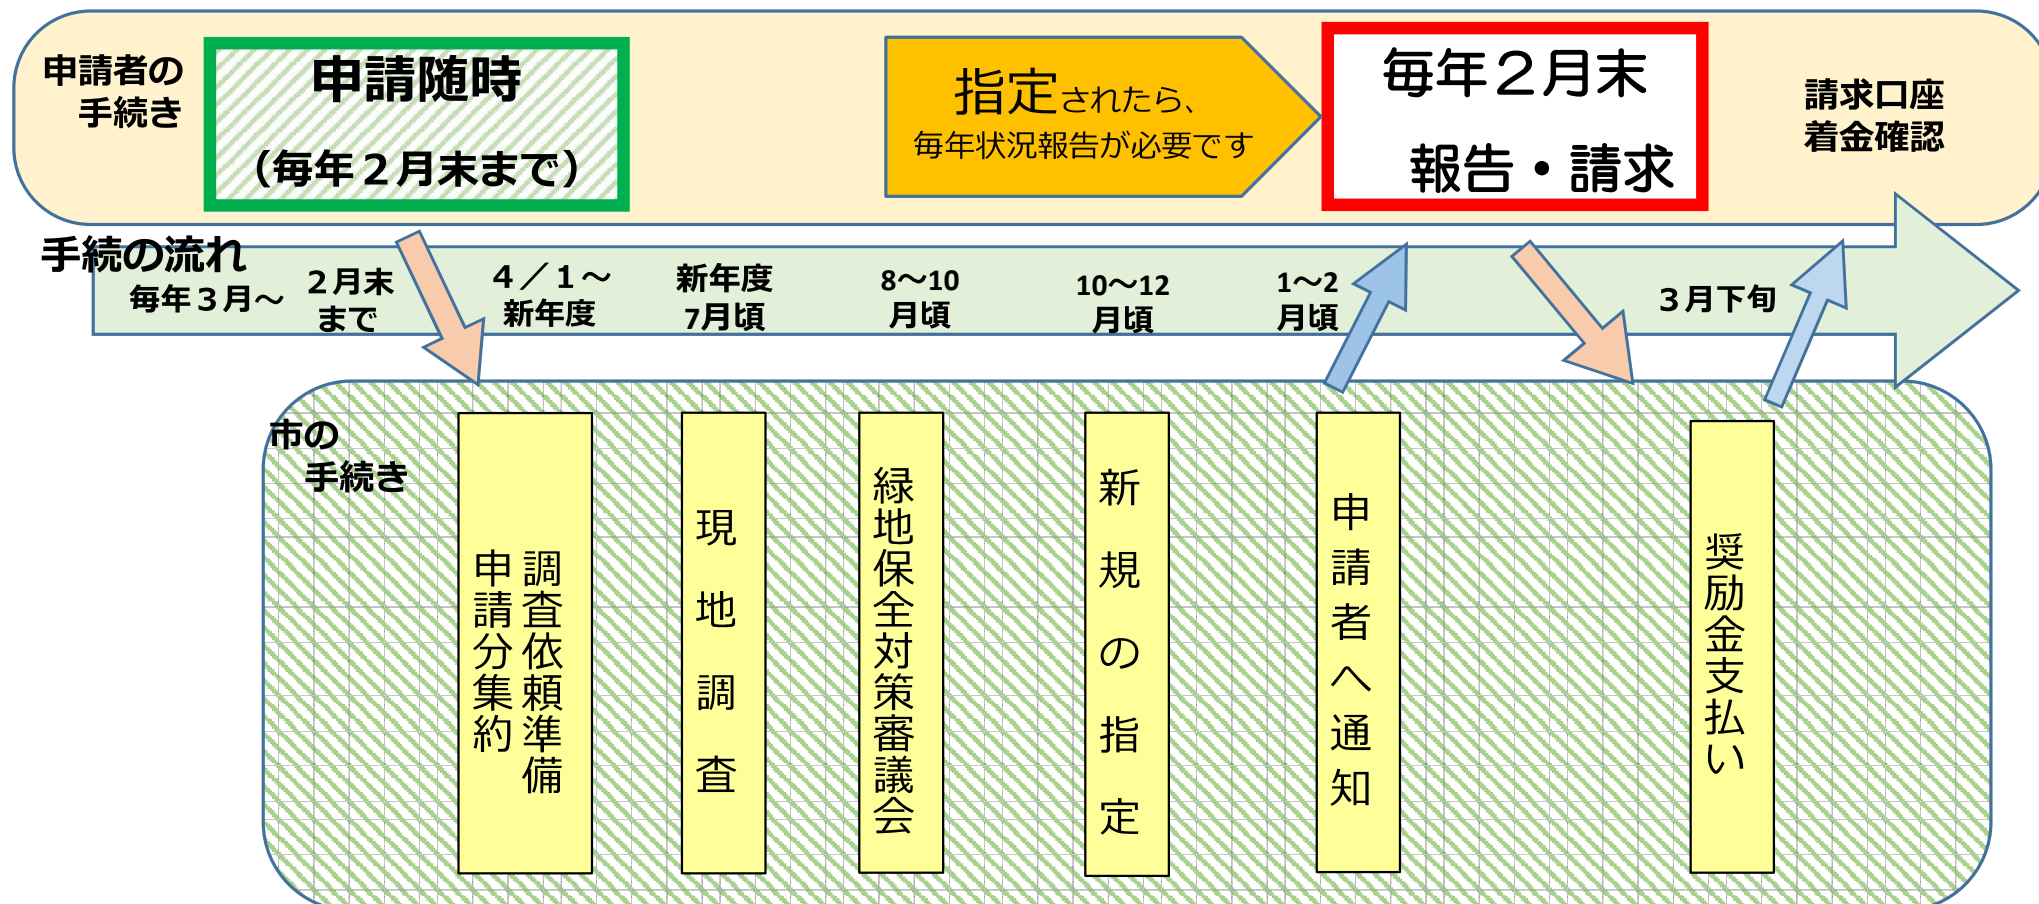 申請者の
手続き
申請随時
（毎年２月末まで）
指定されたら、
毎年状況報告が必要です
毎年２月末
報告・請求
請求口座
着金確認
手続の流れ
毎年３月～
２月末
まで
４／１～
新年度
新年度
7月頃
8～10
月頃
10～12
月頃
1～2
月頃
３月下旬
市の
手続き
調査依頼準備
申請分集約
現地調査
緑地保全対策審議会
新規の指定
申請者へ通知
奨励金支払い